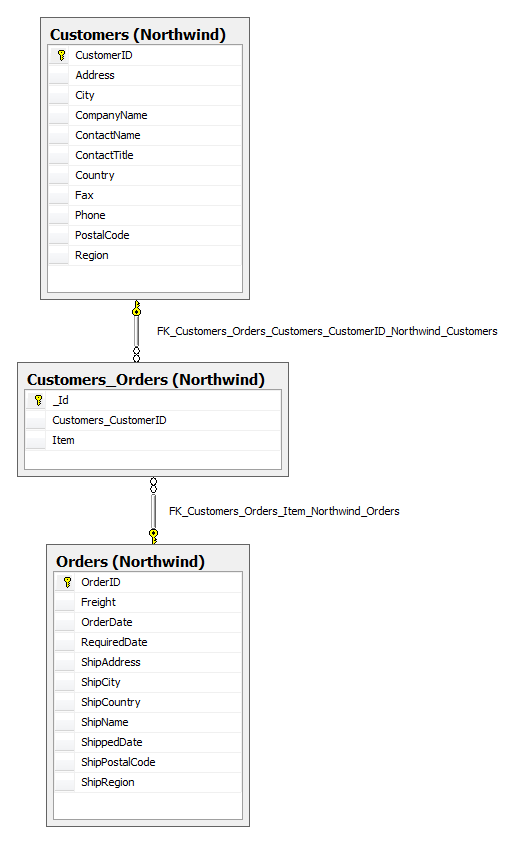 Customers (Northwind)
CustomerID
Address
City
CompanyName
ContactName
ContactTitle
Country
Fax
Phone
PostalCode
Region
FK_Customers_Orders_Customers_CustomerID_Northwind_Customers
Customers_Orders (Northwind)
_Id
Customers_CustomerID
Item
FK_Customers_Orders_Item_Northwind_Orders
Orders (Northwind)
OrderID
Freight
OrderDate
RequiredDate
ShipAddress
ShipCity
ShipCountry
ShipName
ShippedDate
ShipPostalCode
ShipRegion